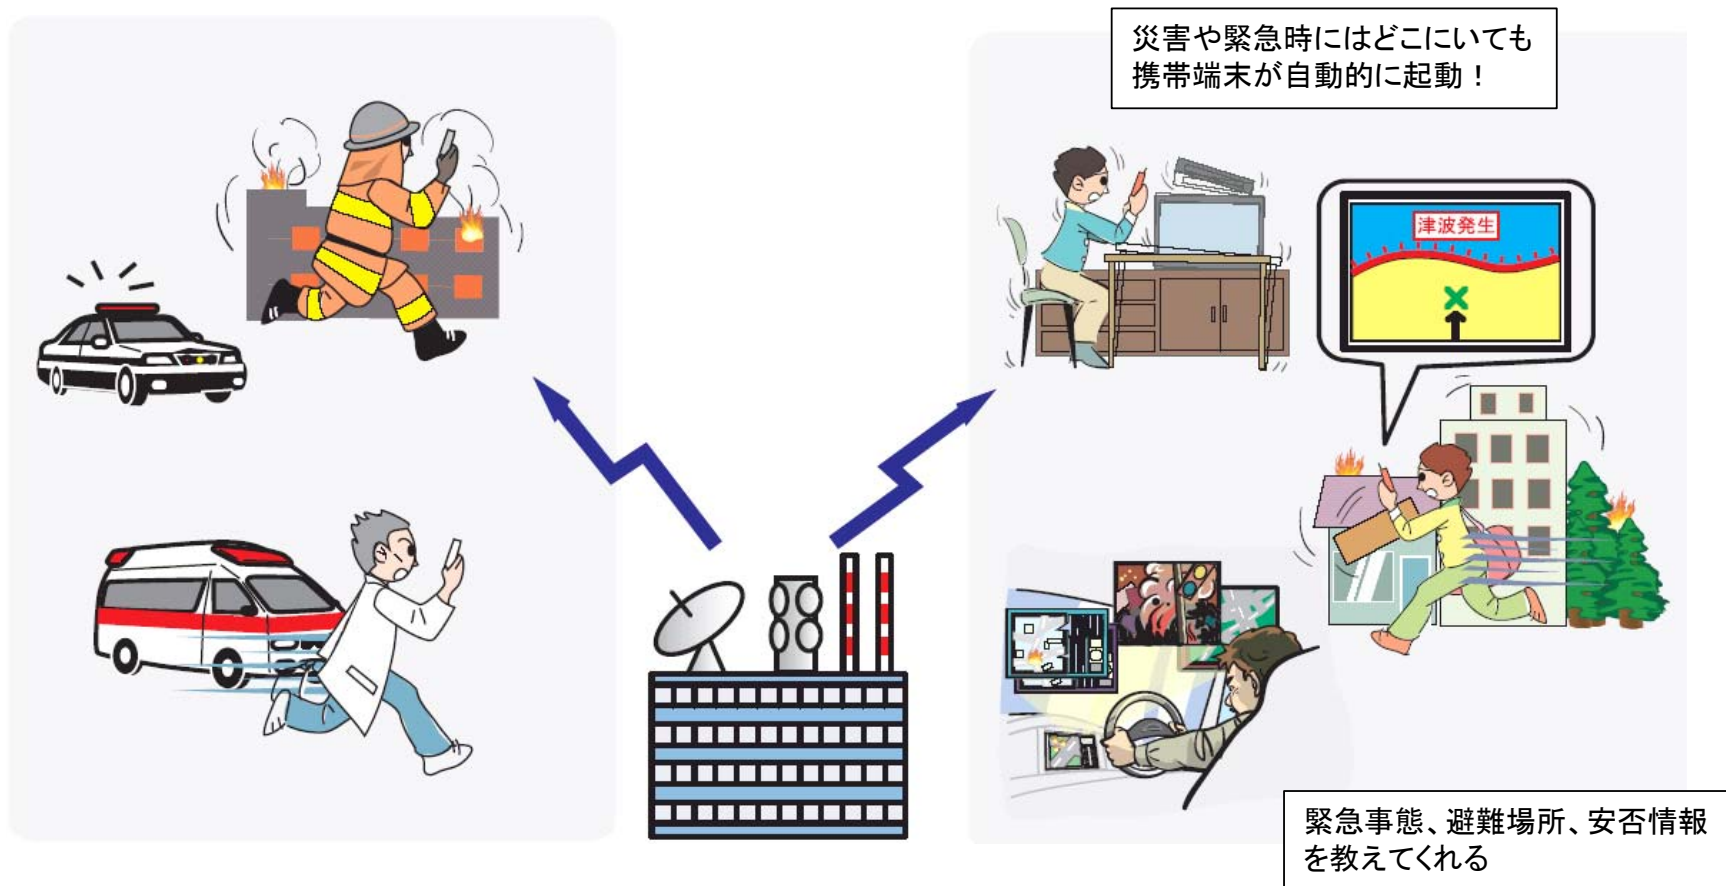 災害や緊急時にはどこにいても
携帯端末が自動的に起動！
津波発生
緊急事態、避難場所、安否情報
を教えてくれる